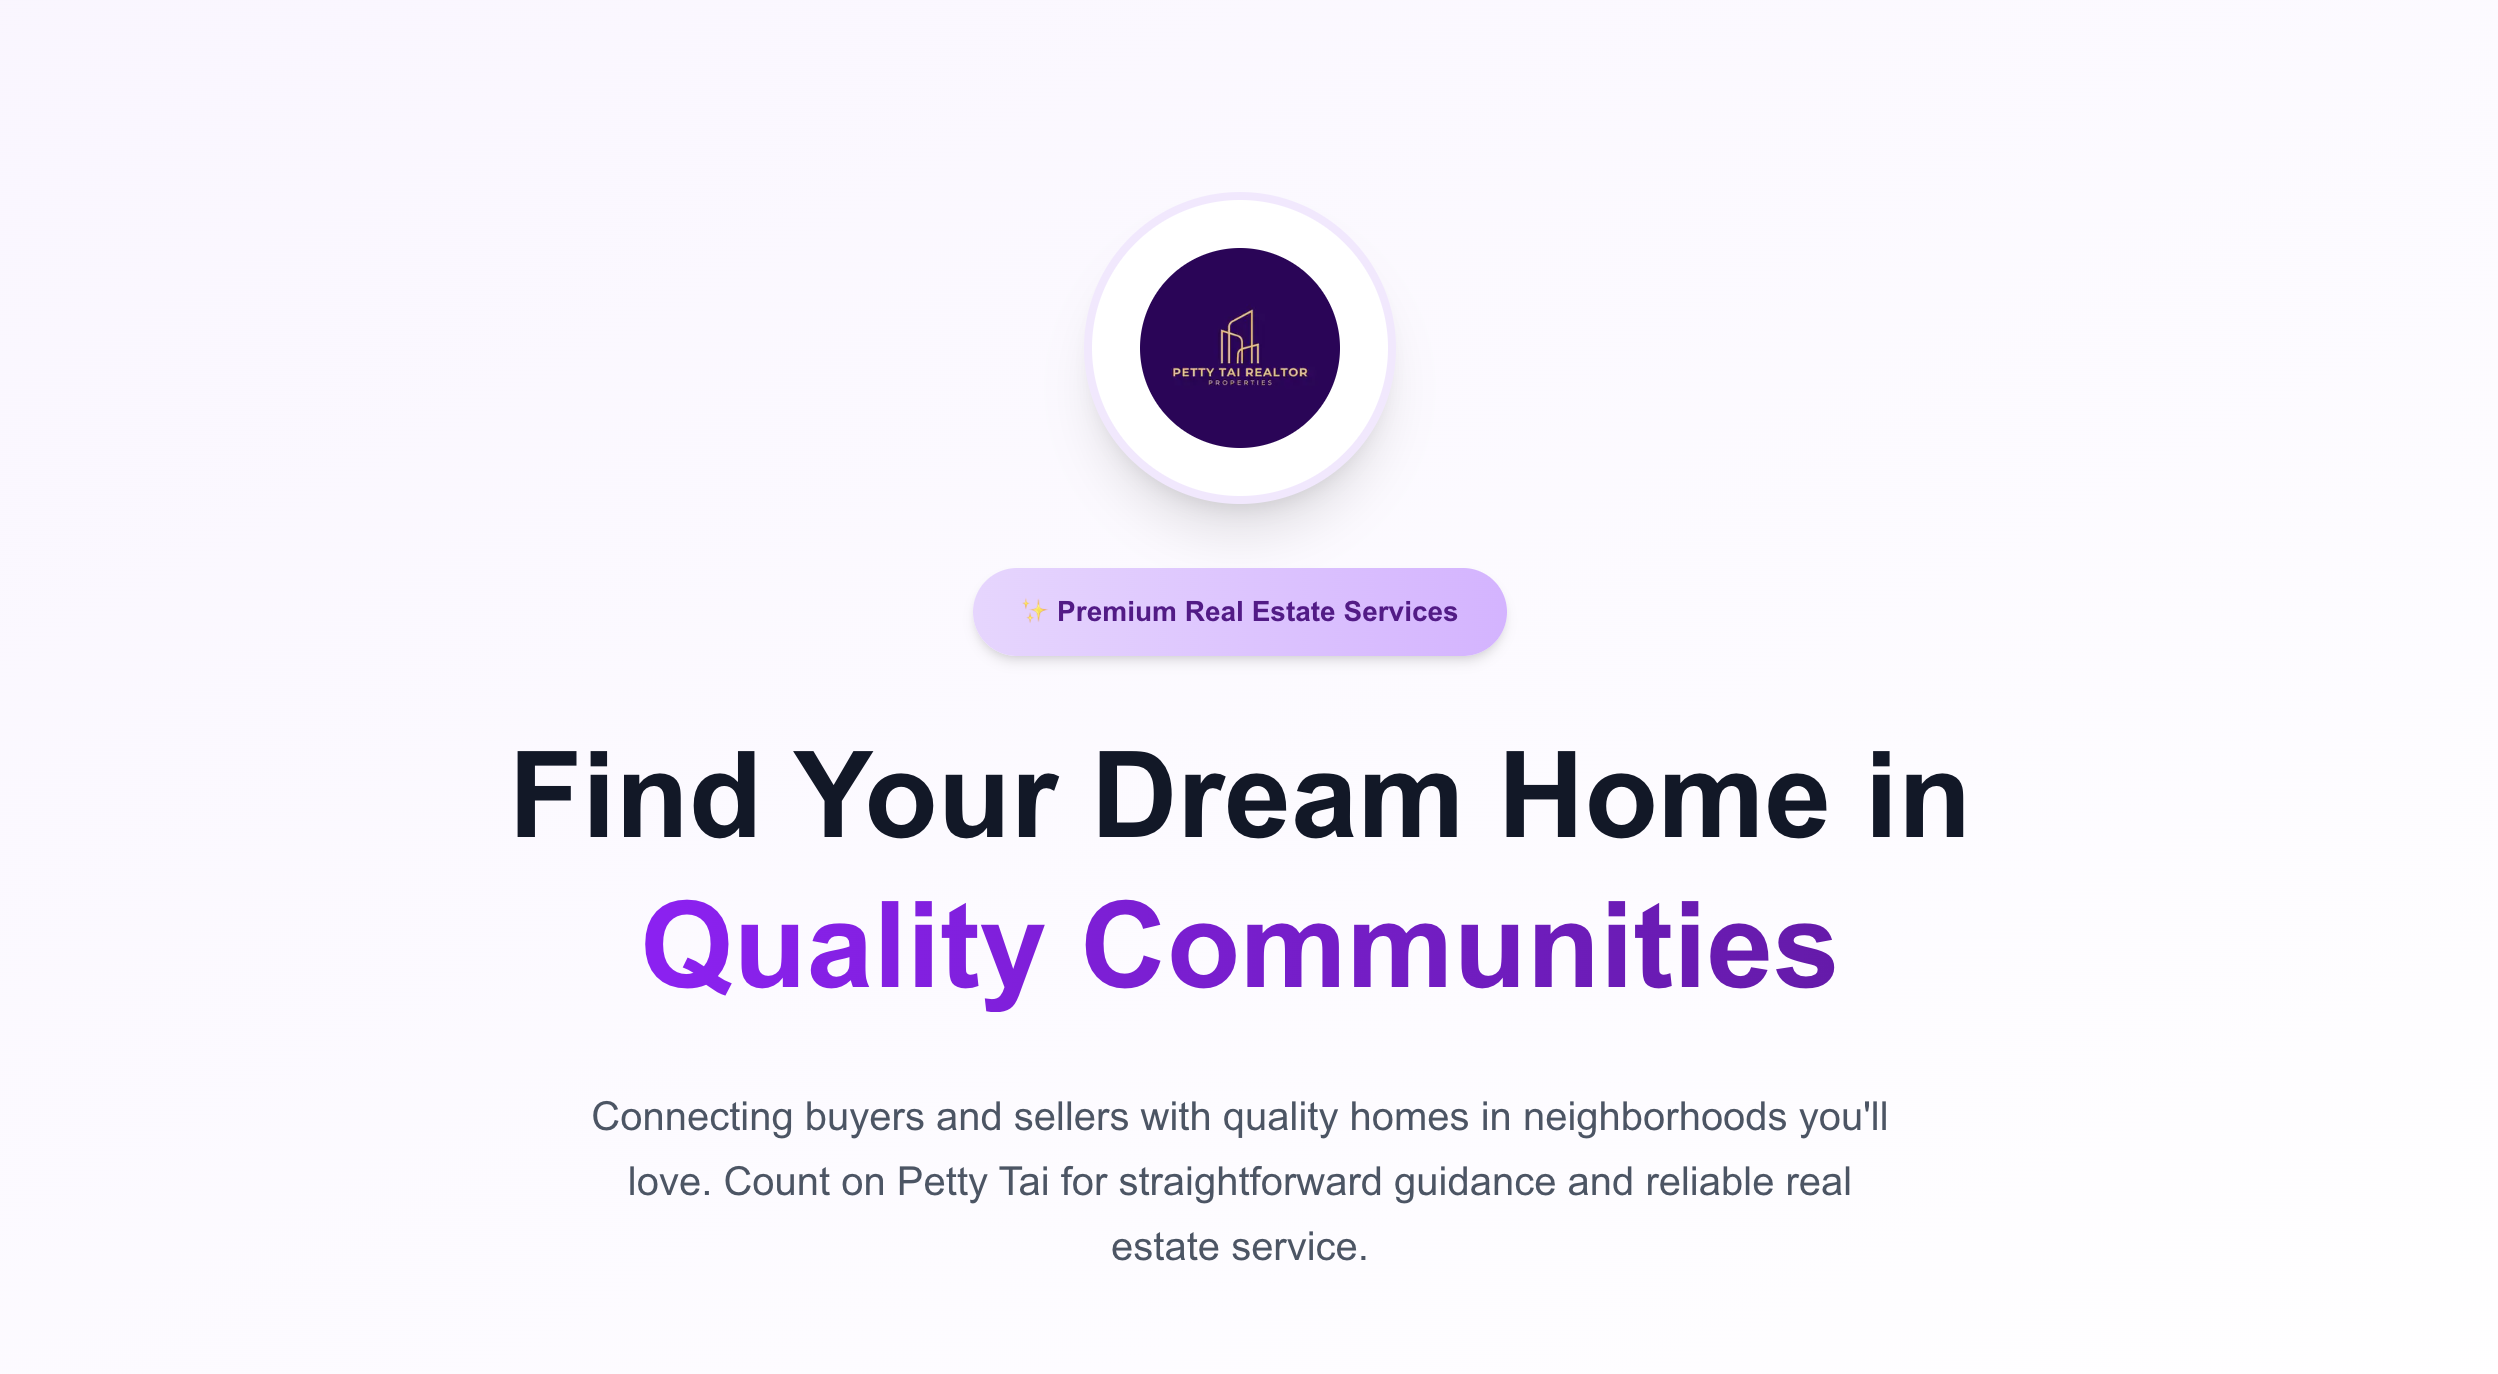 PETTY TAI REALTOR
PROPERTIES
✨ Premium Real Estate Services
Find Your Dream Home in
Quality Communities
Connecting buyers and sellers with quality homes in neighborhoods you'll
love. Count on Petty Tai for straightforward guidance and reliable real
estate service.